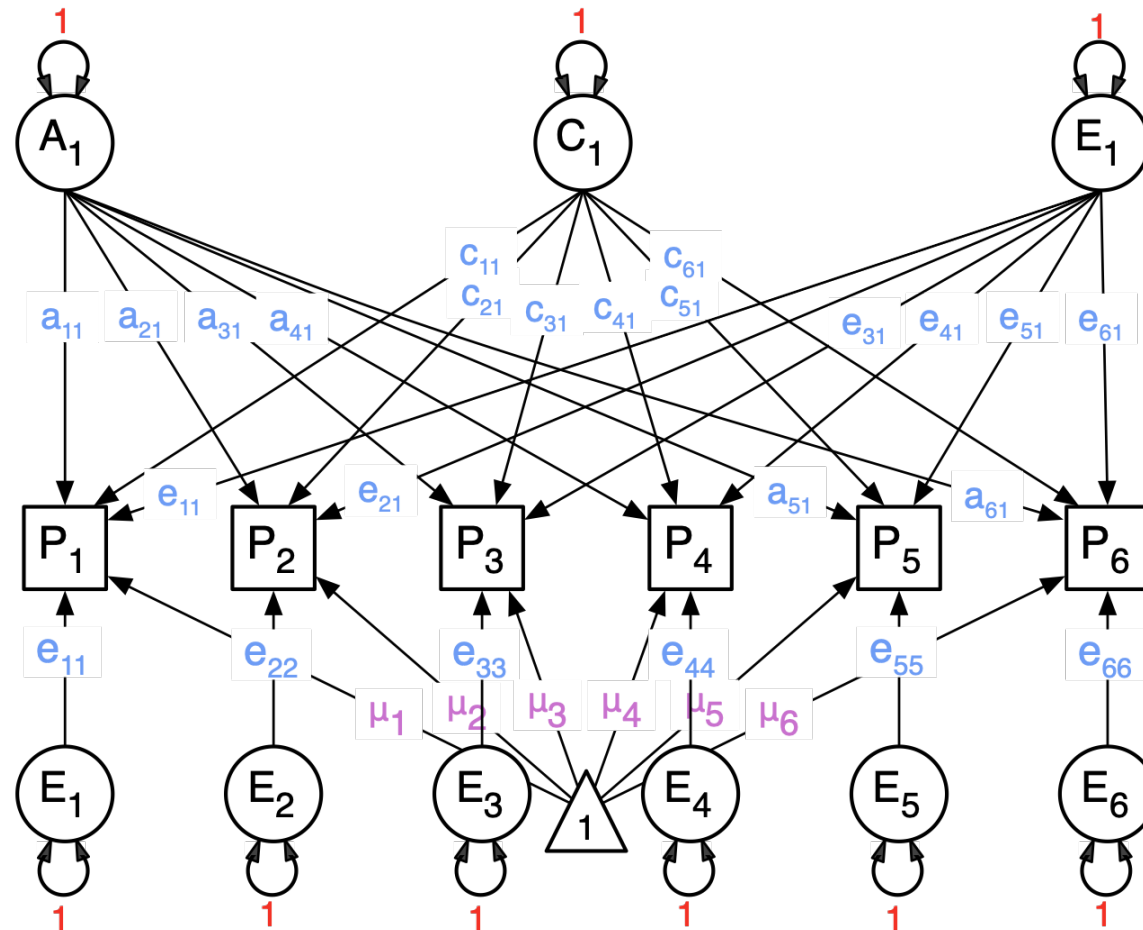 1 1 1
A1 C1 E1
c11 c61
c21 c51
a11 a21 a31 a41 c31 c41 e31 e41 e51 e61
e11 e21 a51 a61
P1 P2 P3 P4 P5 P6
e11 e22 e33 e44 e55 e66
μ1 μ2 μ3 μ4 μ5 μ6
E1 E2 E3 1 E4 E5 E6
1 1 1 1 1 1